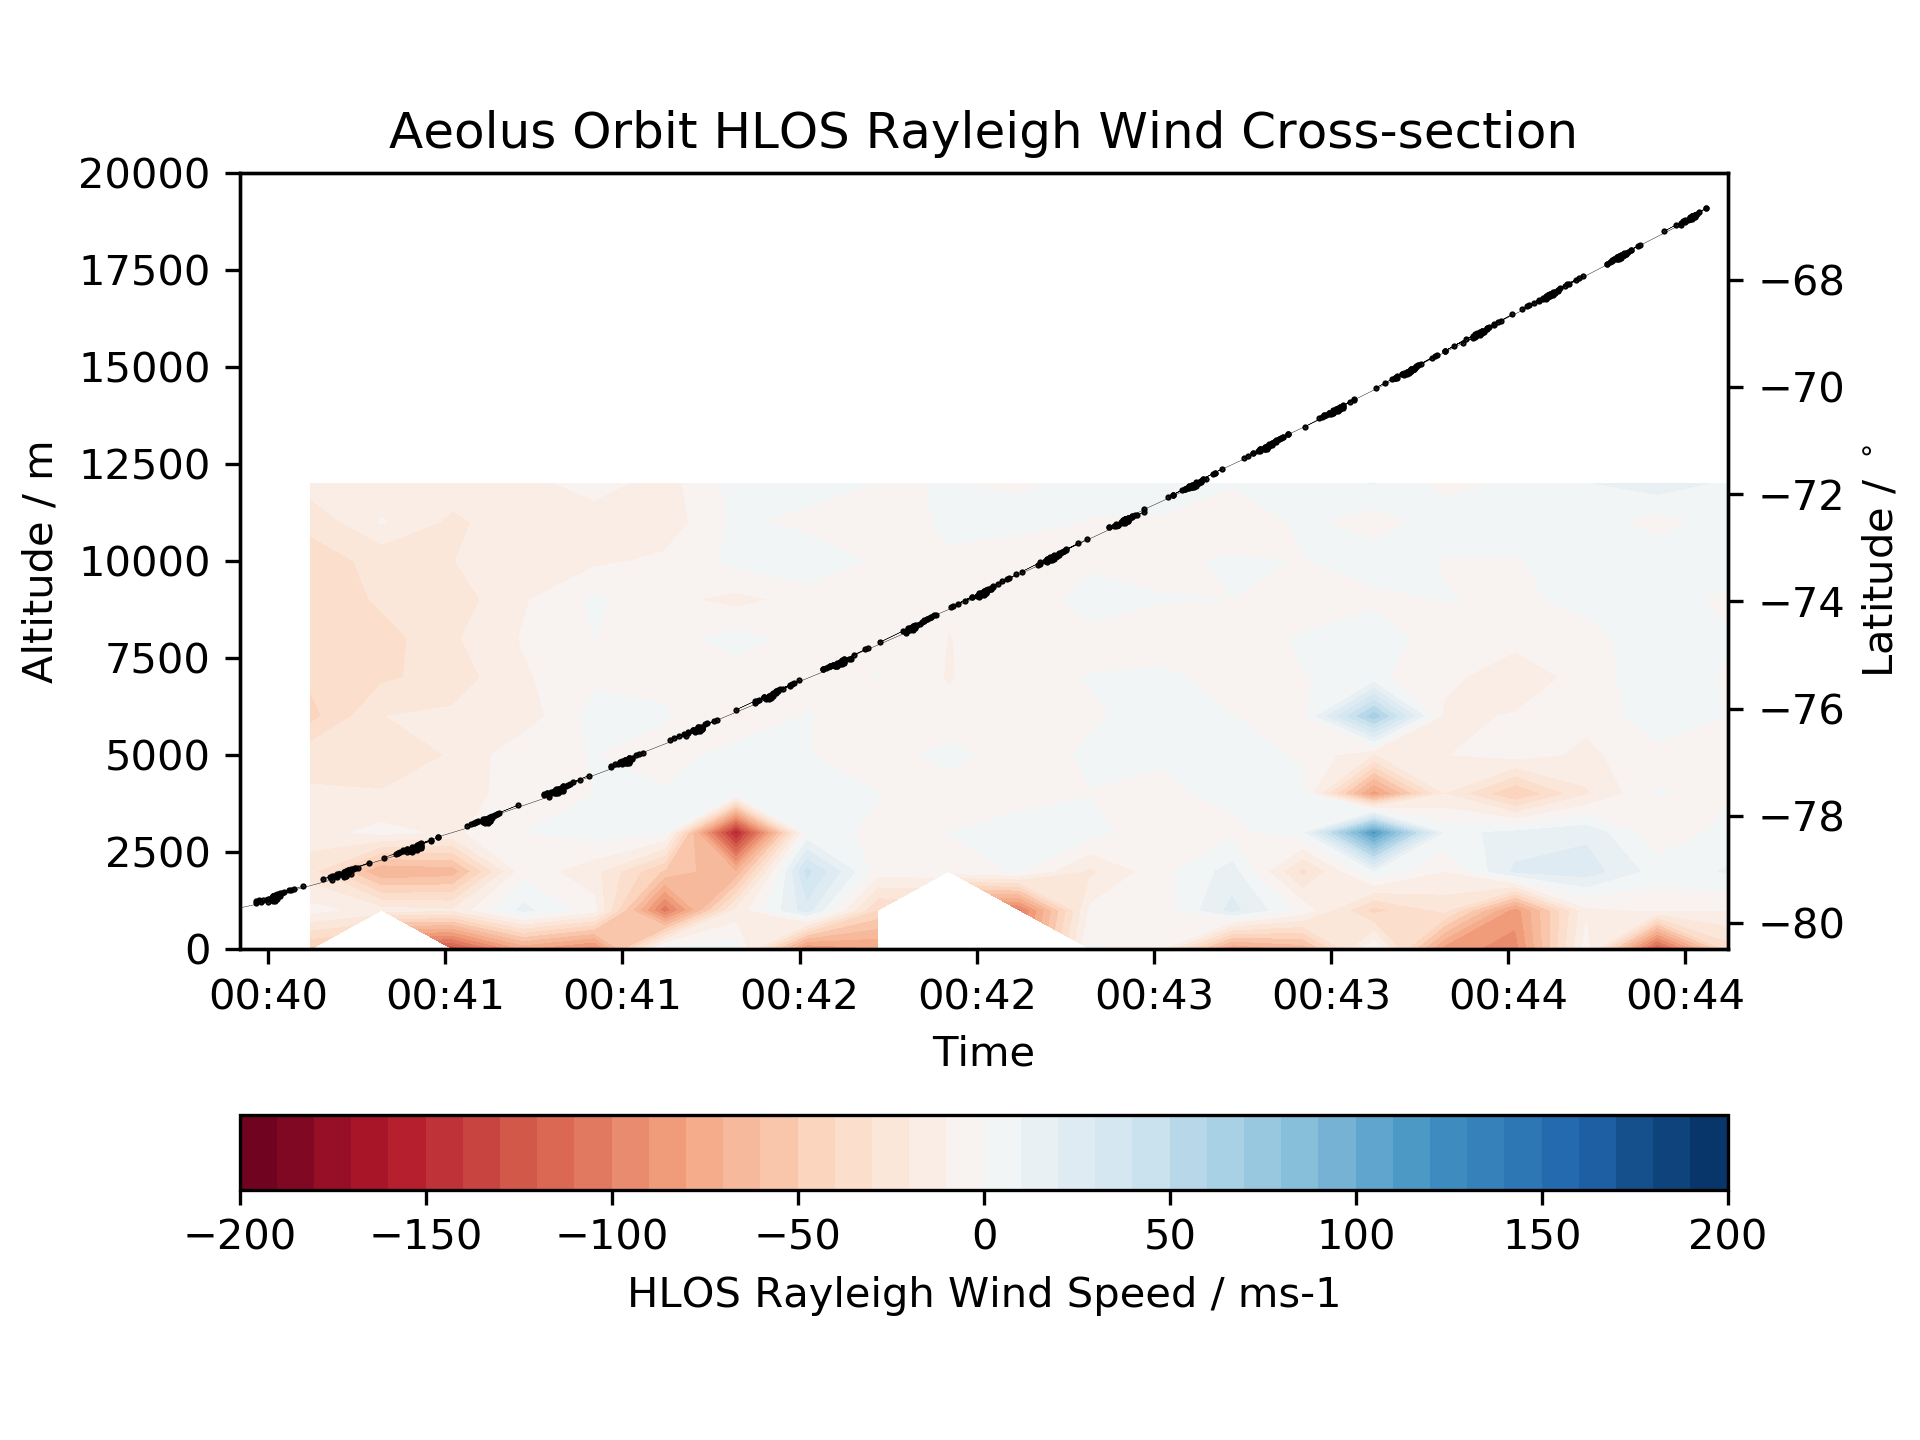 Aeolus Orbit HLOS Rayleigh Wind Cross-section
20000
17500
15000
12500
10000
7500
5000
2500
0
Altitude / m
−68
−70
−72
−74
−76
−78
−80
Latitude / °
00:40 00:41 00:41 00:42 00:42 00:43 00:43 00:44 00:44
Time
−200 −150 −100 −50 0 50 100 150 200
HLOS Rayleigh Wind Speed / ms-1